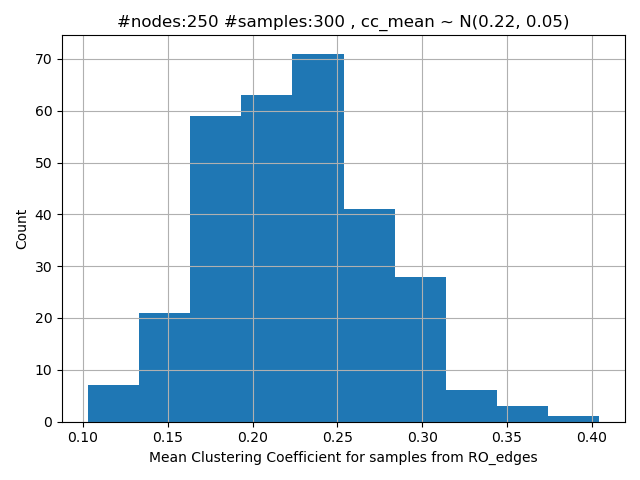 #nodes:250 #samples:300 , cc_mean ~ N(0.22, 0.05)
70
60
50
40
30
20
10
0
Count
0.10 0.15 0.20 0.25 0.30 0.35 0.40
Mean Clustering Coefficient for samples from RO_edges